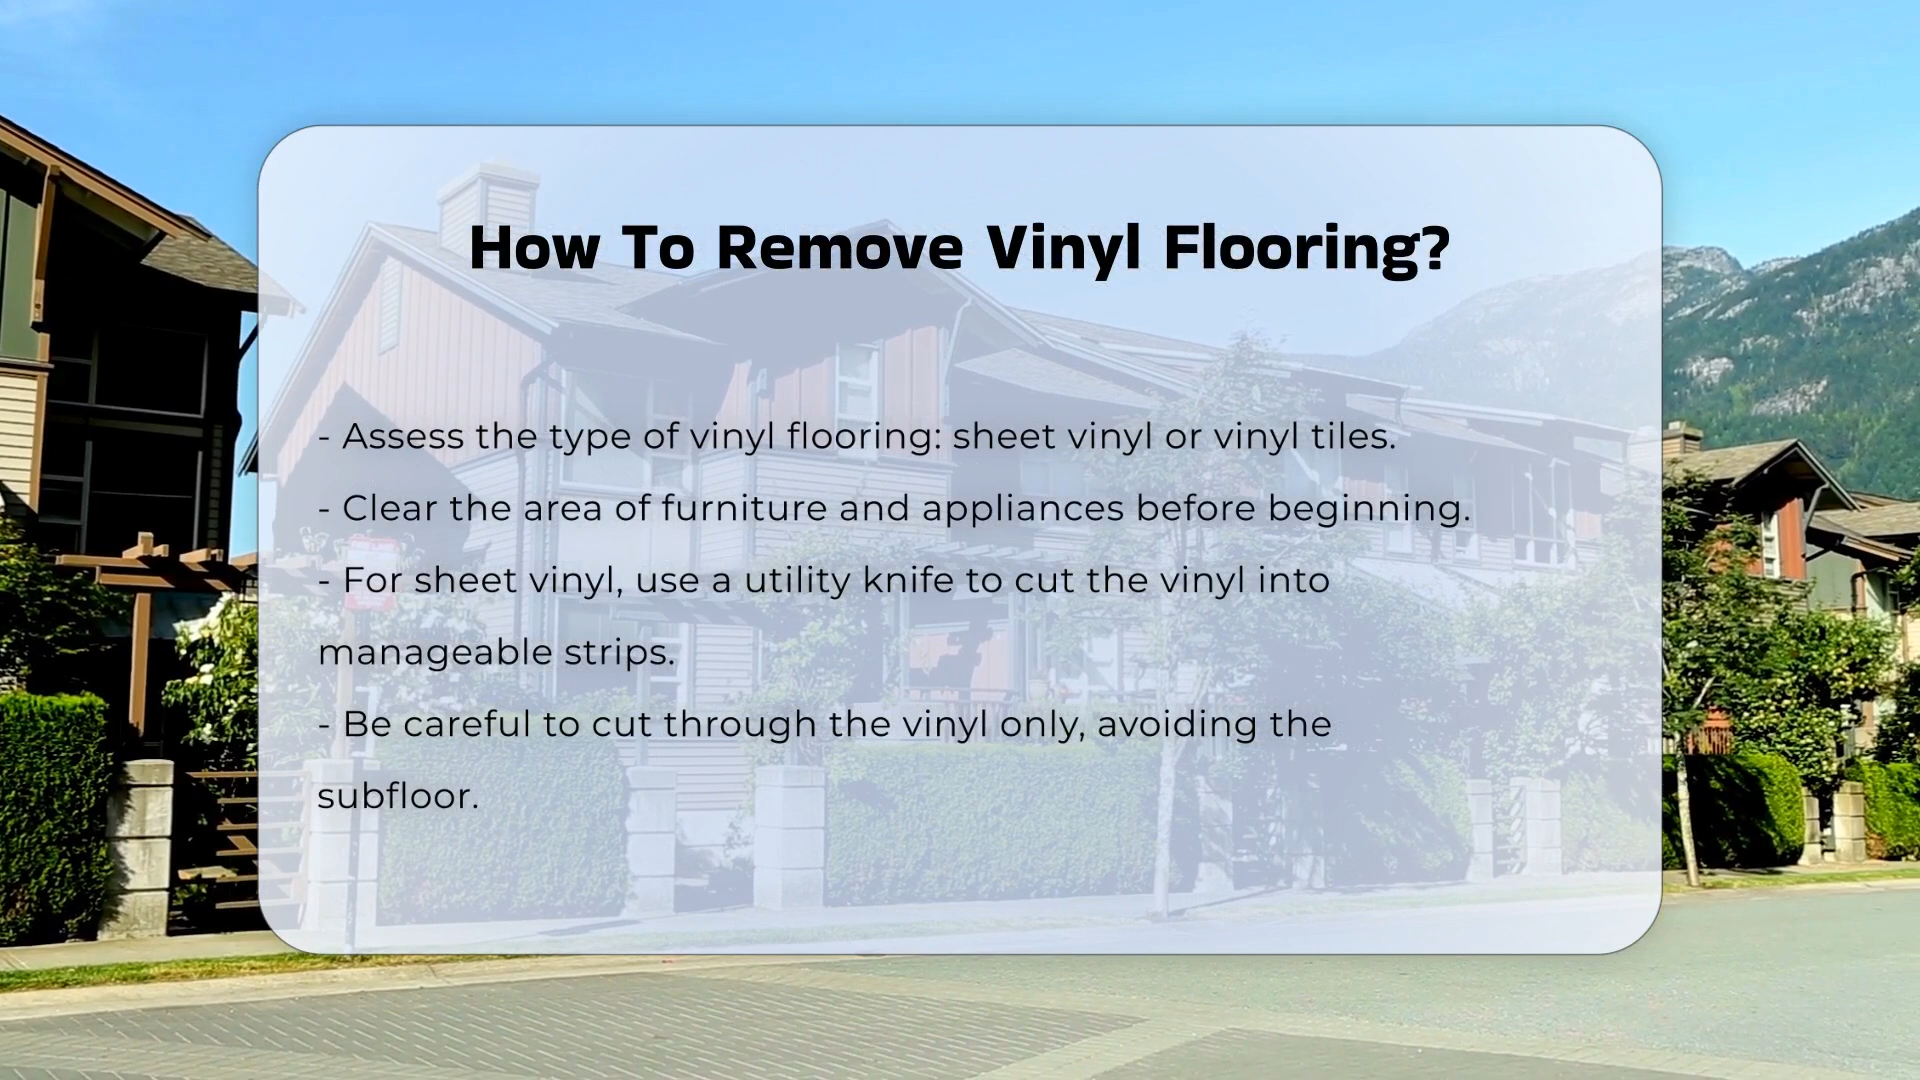 How To Remove Vinyl Flooring?
- Assess the type of vinyl flooring: sheet vinyl or vinyl tiles.
- Clear the area of furniture and appliances before beginning.
- For sheet vinyl, use a utility knife to cut the vinyl into
manageable strips.
- Be careful to cut through the vinyl only, avoiding the
subfloor.